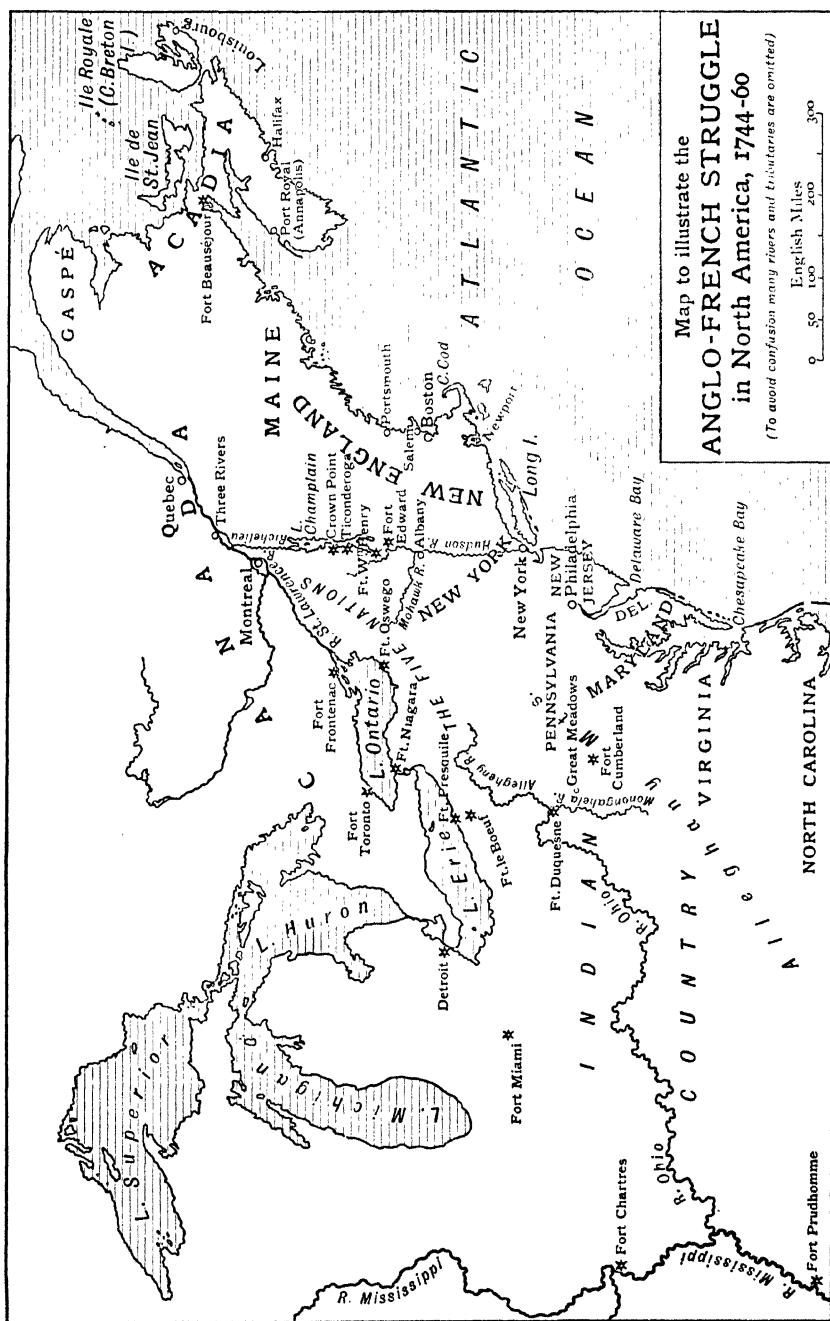 Map to illustrate the
ANGLO-FRENCH STRUGGLE
in North America, 1744-60
(To avoid confusion many rivers and tributaries are omitted)
English Miles
0 50 100 200 300
Ile Royale
(C. Breton
I.)
Louisbourg
Ile de
St. Jean
GASPÉ
ACADIA
Halifax
Port Royal
(Annapolis)
Fort Beauséjour
ATLANTIC
OCEAN
CANADA
Quebec
Three Rivers
Montreal
Richelieu
R.
R. St. Lawrence
MAINE
NEW ENGLAND
Portsmouth
Salem
Boston
C. Cod
Newport
L.
Champlain
Crown Point
Ticonderoga
Ft. Wm Henry
Fort
Edward
Albany
Hudson R.
Mohawk R.
NEW YORK
New York
Long I.
THE FIVE NATIONS
Ft. Oswego
Fort
Frontenac
L. Ontario
Ft. Niagara
Fort
Toronto
L. Superior
L. Michigan
L. Huron
L. Erie
Detroit
Ft. Presquile
Ft. le Boeuf
Allegheny R.
Ft. Duquesne
Monongahela R.
Great Meadows
Fort
Cumberland
PENNSYLVANIA
Philadelphia
NEW
JERSEY
DEL.
Delaware Bay
MARYLAND
Chesapeake Bay
VIRGINIA
NORTH CAROLINA
Alleghany
M
s.
INDIAN
COUNTRY
R. Ohio
R. Ohio
Fort Miami
Fort Chartres
R. Mississippi
R. Mississippi
Fort Prudhomme